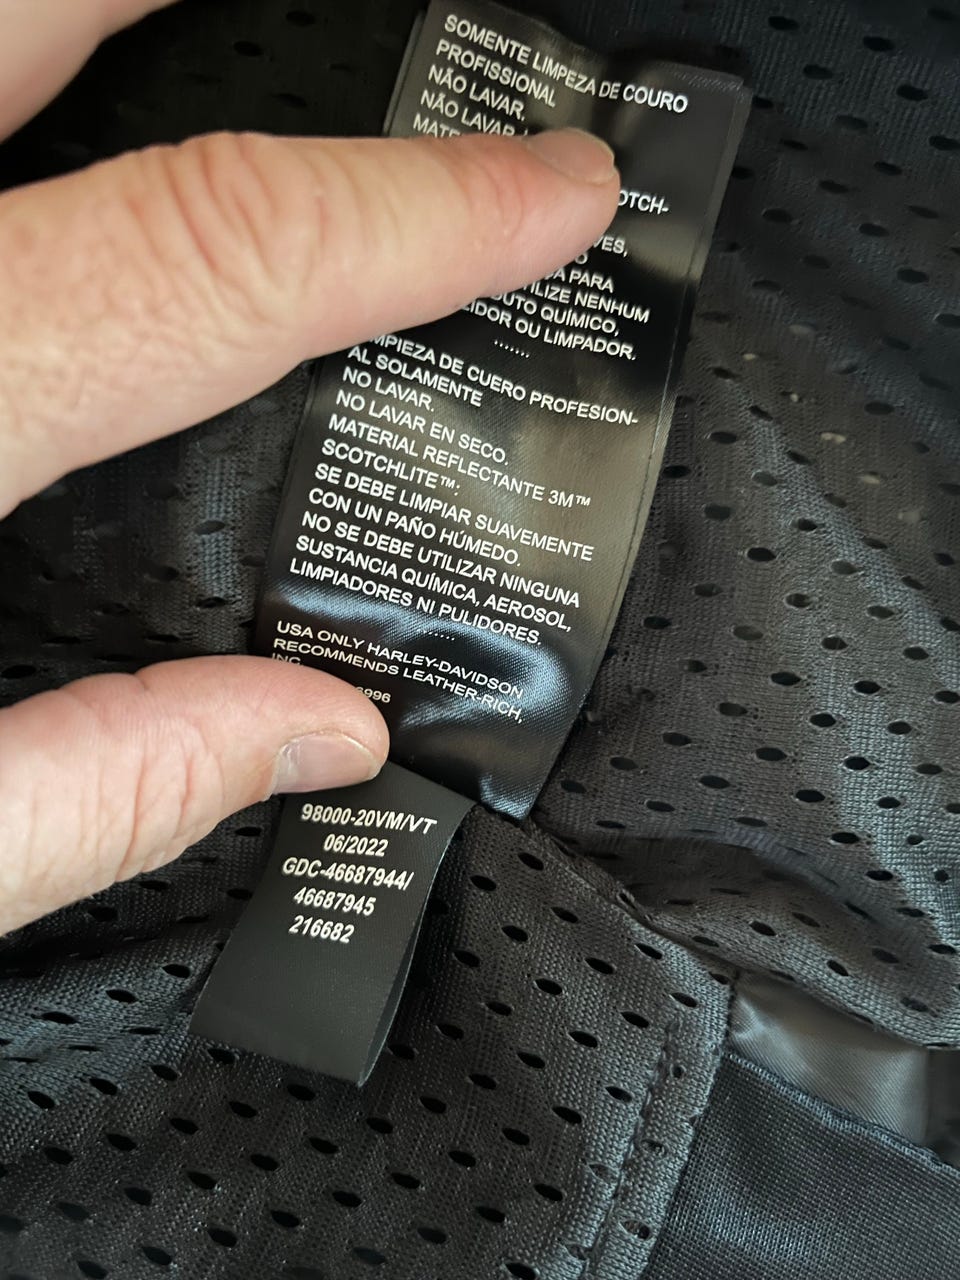 SOMENTE LIMPEZA DE COURO
PROFISSIONAL
NÃO LAVAR.
NÃO LAVAR
PARA
NENHUM
QUÍMICO,
OU LIMPADOR.
.......
DE CUERO PROFESION-
AL SOLAMENTE
NO LAVAR.
NO LAVAR EN SECO.
MATERIAL REFLECTANTE 3M™
SCOTCHLITE™:
SE DEBE LIMPIAR SUAVEMENTE
CON UN PAÑO HÚMEDO.
NO SE DEBE UTILIZAR NINGUNA
SUSTANCIA QUÍMICA, AEROSOL,
LIMPIADORES NI PULIDORES.
......
USA ONLY HARLEY-DAVIDSON
RECOMMENDS LEATHER-RICH,
INC.
98000-20VM/VT
06/2022
GDC-46687944/
46687945
216682